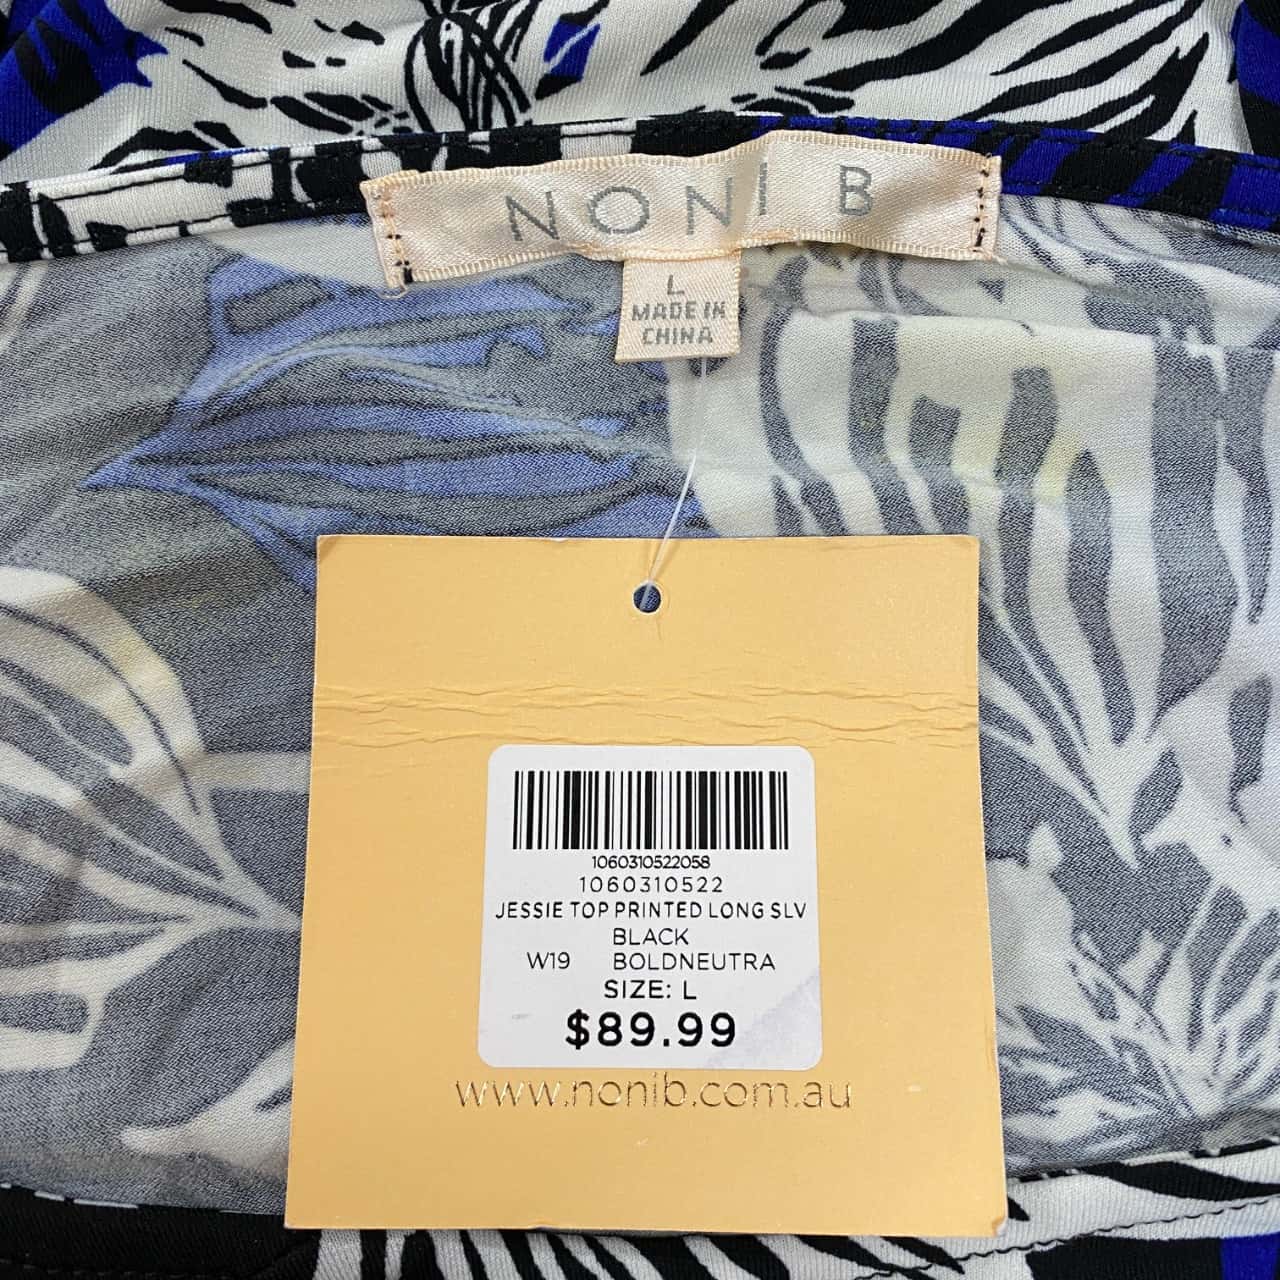 NONI B
L
MADE IN
CHINA
1060310522058
1060310522
JESSIE TOP PRINTED LONG SLV
BLACK
W19 BOLDNEUTRA
SIZE: L
$89.99
www.nonib.com.au